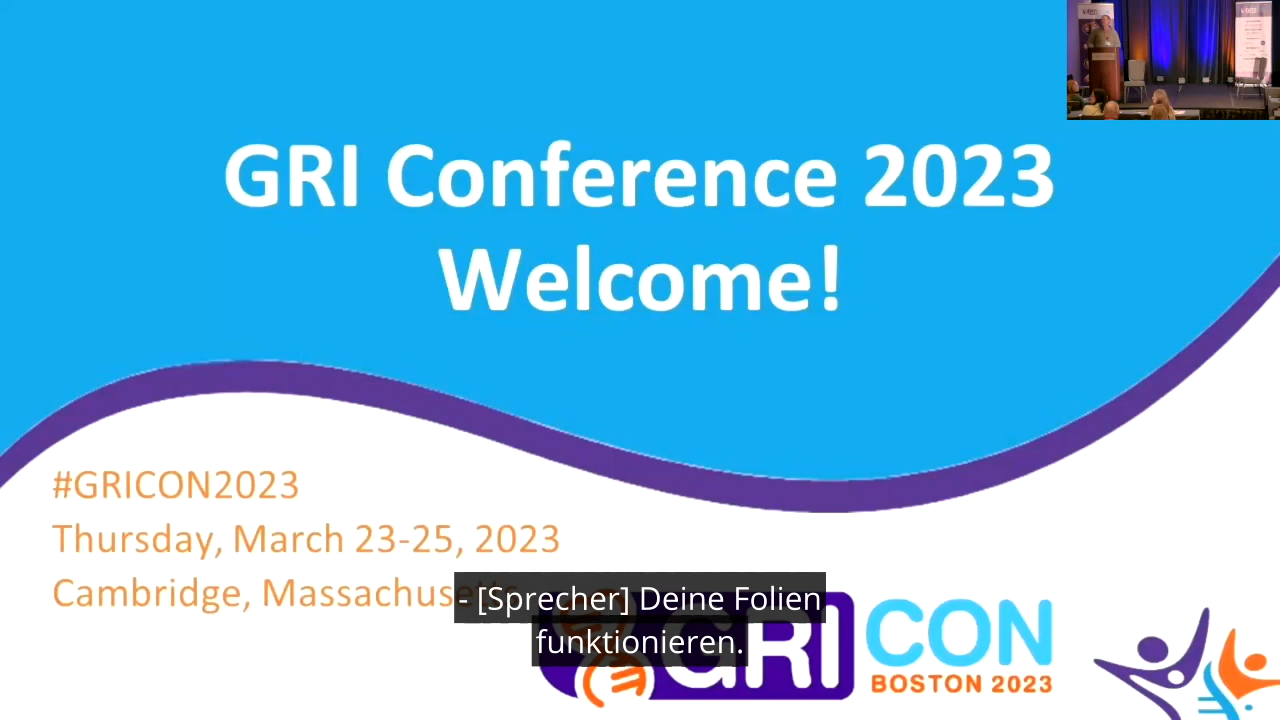 GRI Conference 2023
Welcome!
#GRICON2023
Thursday, March 23-25, 2023
Cambridge, Massachuse
- [Sprecher] Deine Folien
funktionieren.
GRI CON
BOSTON 2023